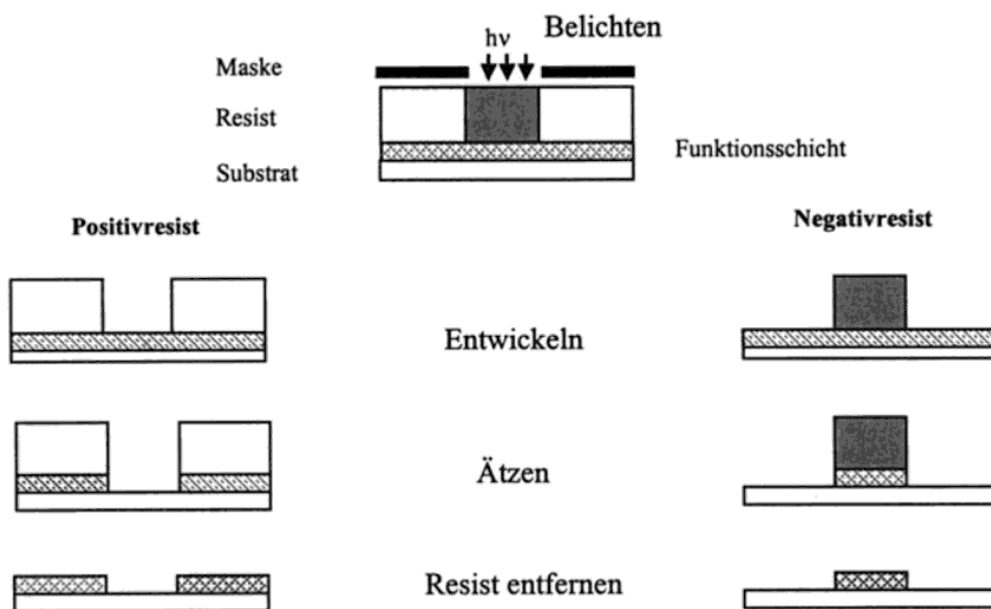 Belichten
hν
Maske
Resist
Funktionsschicht
Substrat
Positivresist
Negativresist
Entwickeln
Ätzen
Resist entfernen